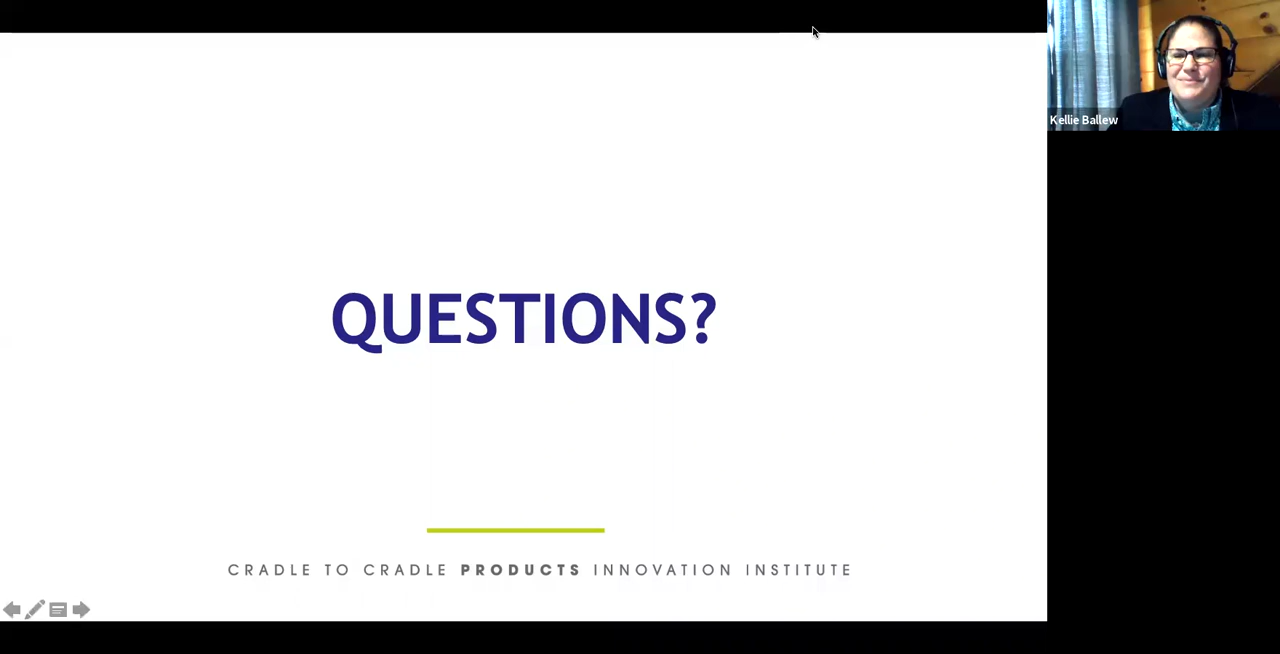 Kellie Ballew
QUESTIONS?
CRADLE TO CRADLE PRODUCTS INNOVATION INSTITUTE